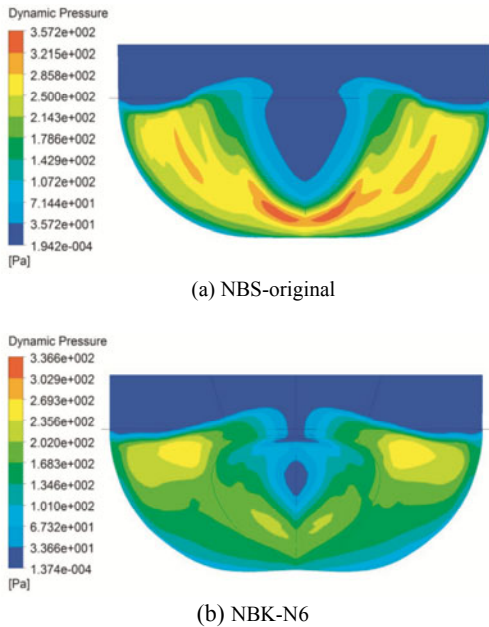 Dynamic Pressure
3.572e+002
3.215e+002
2.858e+002
2.500e+002
2.143e+002
1.786e+002
1.429e+002
1.072e+002
7.144e+001
3.572e+001
1.942e-004
[Pa]
(a) NBS-original
Dynamic Pressure
3.366e+002
3.029e+002
2.693e+002
2.356e+002
2.020e+002
1.683e+002
1.346e+002
1.010e+002
6.732e+001
3.366e+001
1.374e-004
[Pa]
(b) NBK-N6